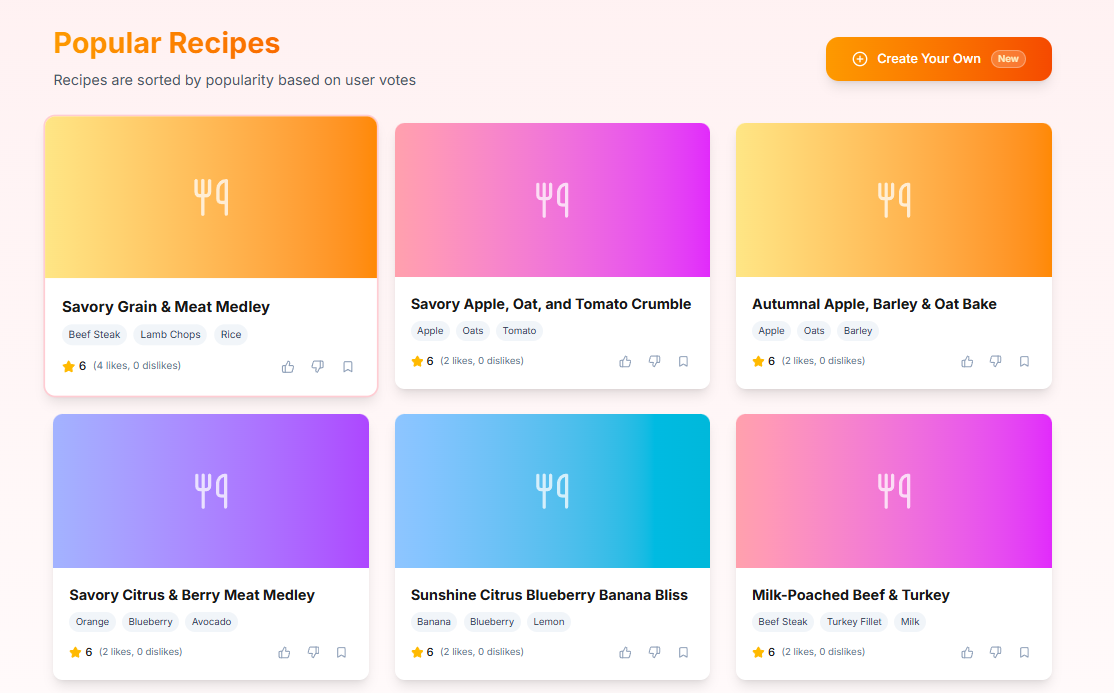 Popular Recipes
Recipes are sorted by popularity based on user votes
Create Your Own New
Savory Grain & Meat Medley
Beef Steak Lamb Chops Rice
6 (4 likes, 0 dislikes)
Savory Apple, Oat, and Tomato Crumble
Apple Oats Tomato
6 (2 likes, 0 dislikes)
Autumnal Apple, Barley & Oat Bake
Apple Oats Barley
6 (2 likes, 0 dislikes)
Savory Citrus & Berry Meat Medley
Orange Blueberry Avocado
6 (2 likes, 0 dislikes)
Sunshine Citrus Blueberry Banana Bliss
Banana Blueberry Lemon
6 (2 likes, 0 dislikes)
Milk-Poached Beef & Turkey
Beef Steak Turkey Fillet Milk
6 (2 likes, 0 dislikes)